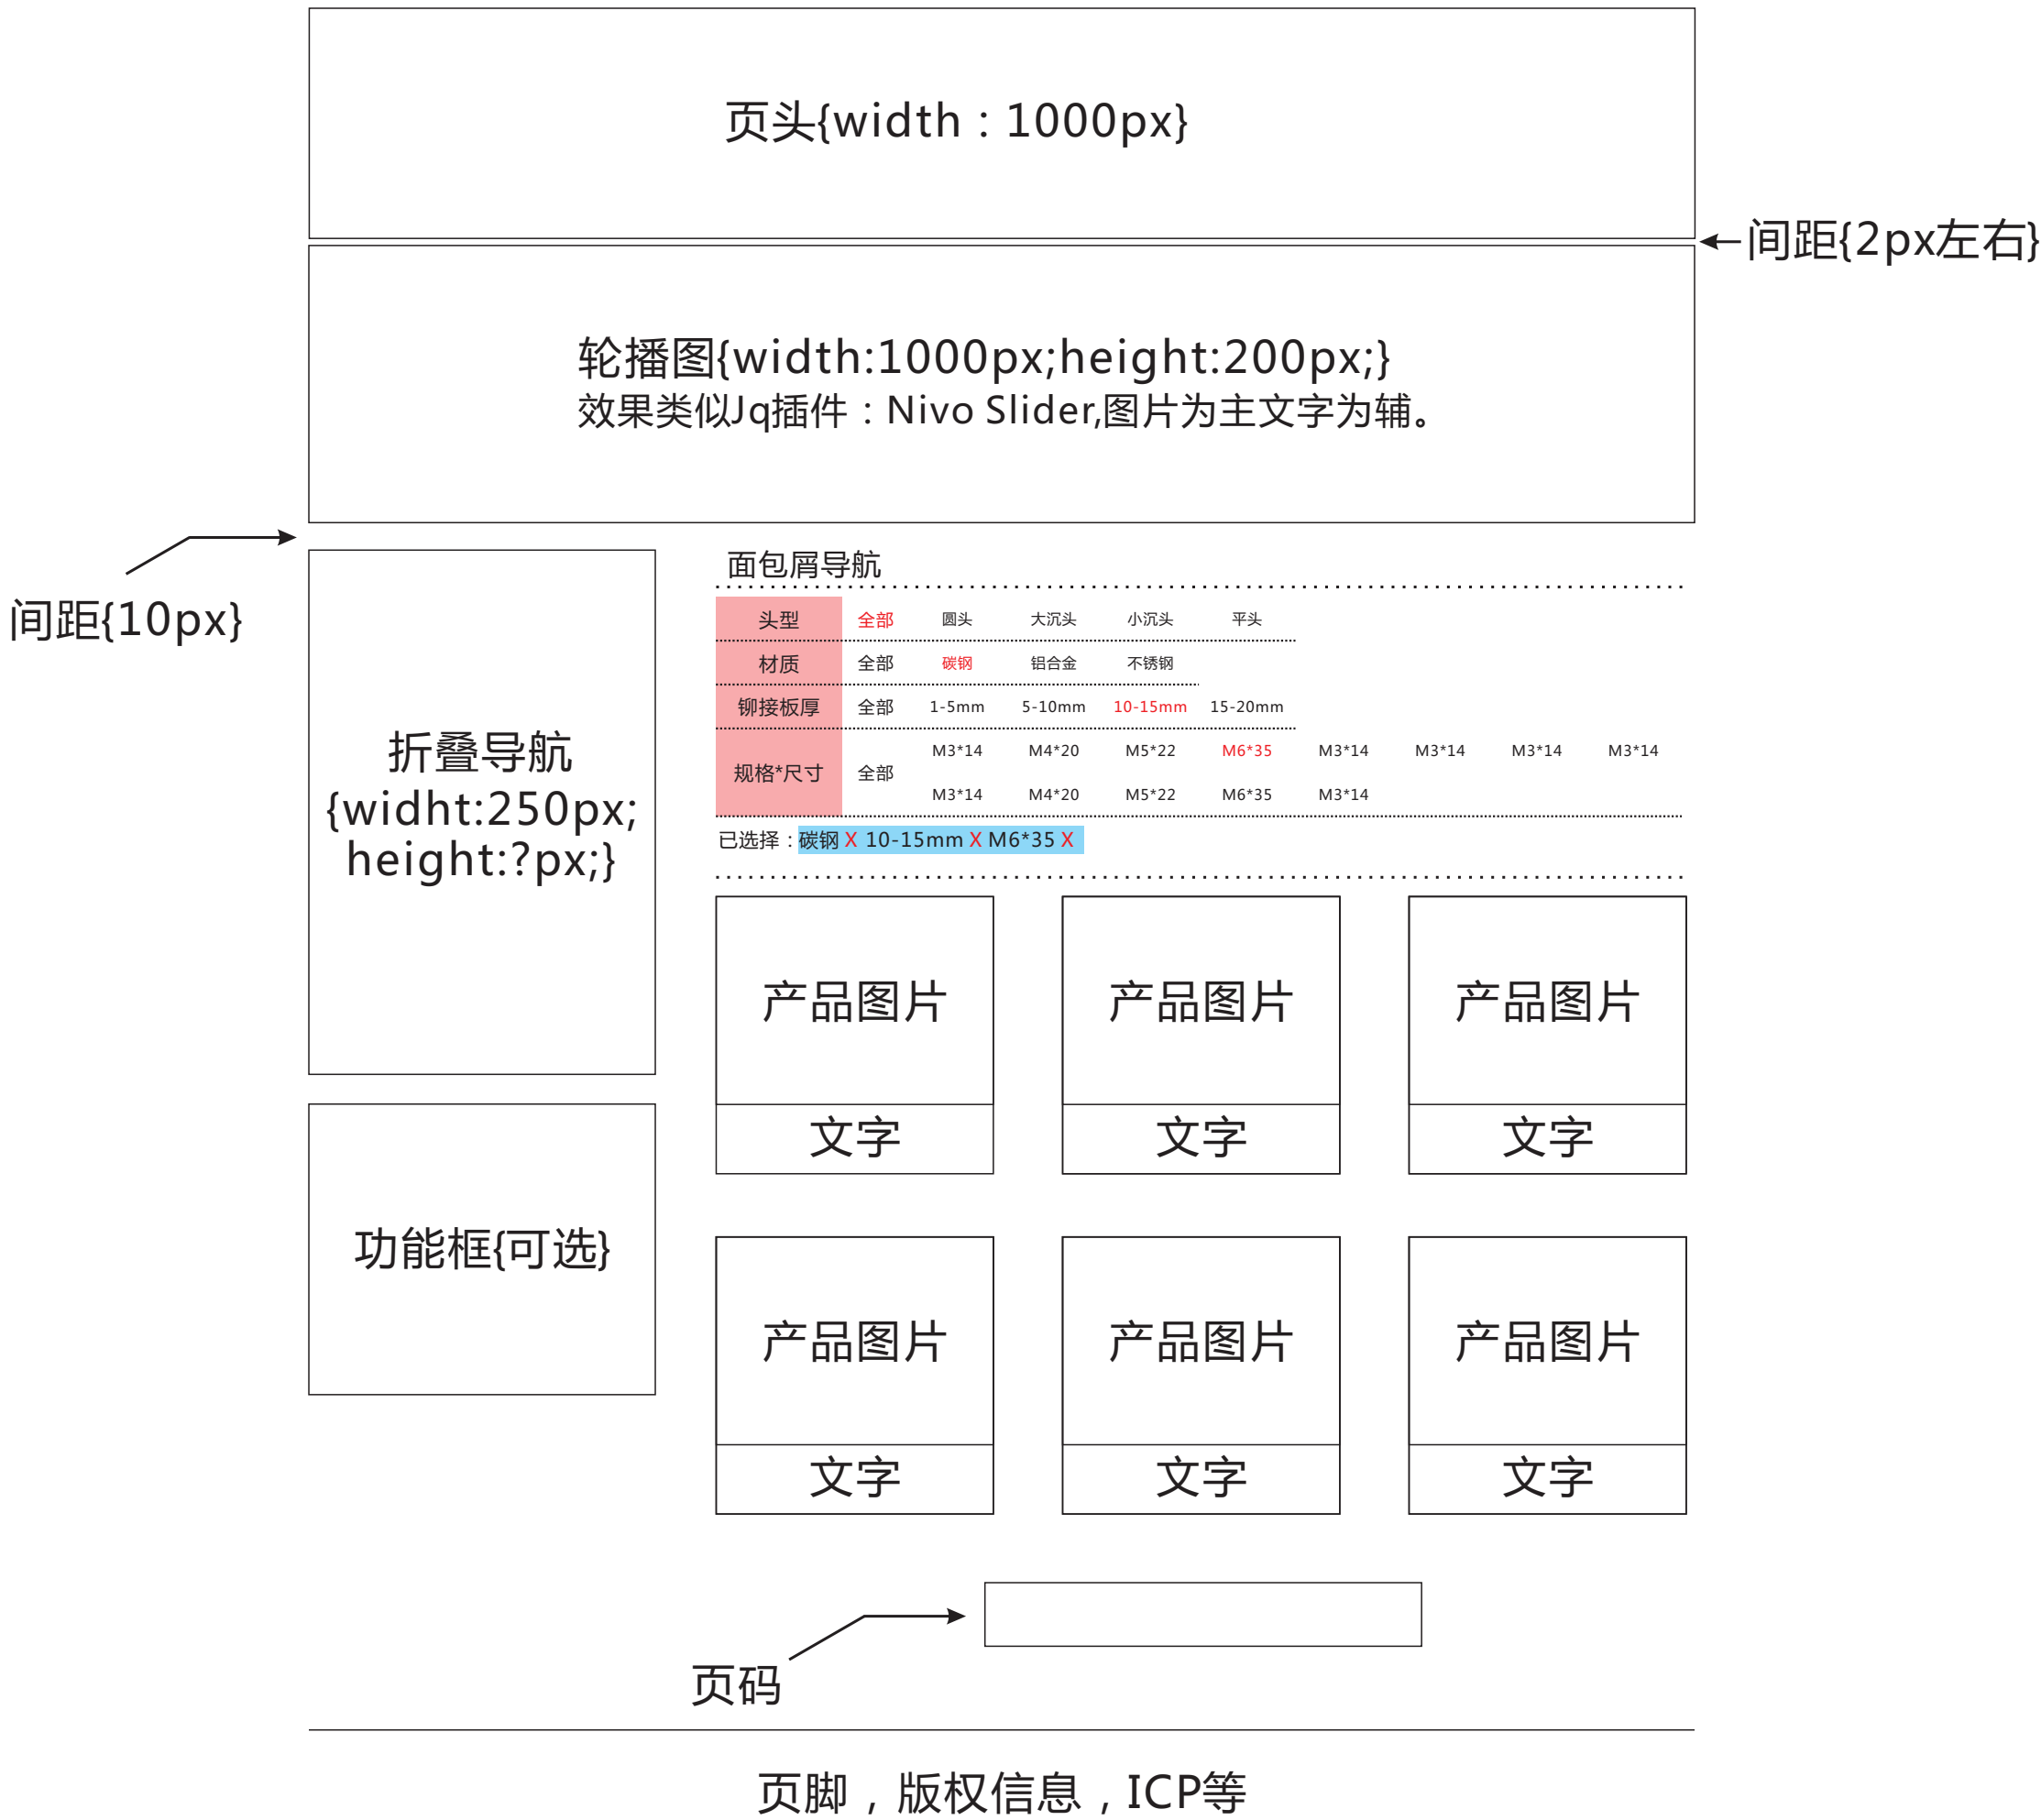 页头{width：1000px}
间距{2px左右}
轮播图{width:1000px;height:200px;}
效果类似Jq插件：Nivo Slider,图片为主文字为辅。
间距{10px}
折叠导航
{widht:250px;
height:?px;}
功能框{可选}
面包屑导航
头型 全部 圆头 大沉头 小沉头 平头
材质 全部 碳钢 铝合金 不锈钢
铆接板厚 全部 1-5mm 5-10mm 10-15mm 15-20mm
规格*尺寸 全部 M3*14 M4*20 M5*22 M6*35 M3*14 M3*14 M3*14 M3*14
M3*14 M4*20 M5*22 M6*35 M3*14
已选择：碳钢 X 10-15mm X M6*35 X
产品图片 产品图片 产品图片
文字 文字 文字
产品图片 产品图片 产品图片
文字 文字 文字
页码
页脚，版权信息，ICP等